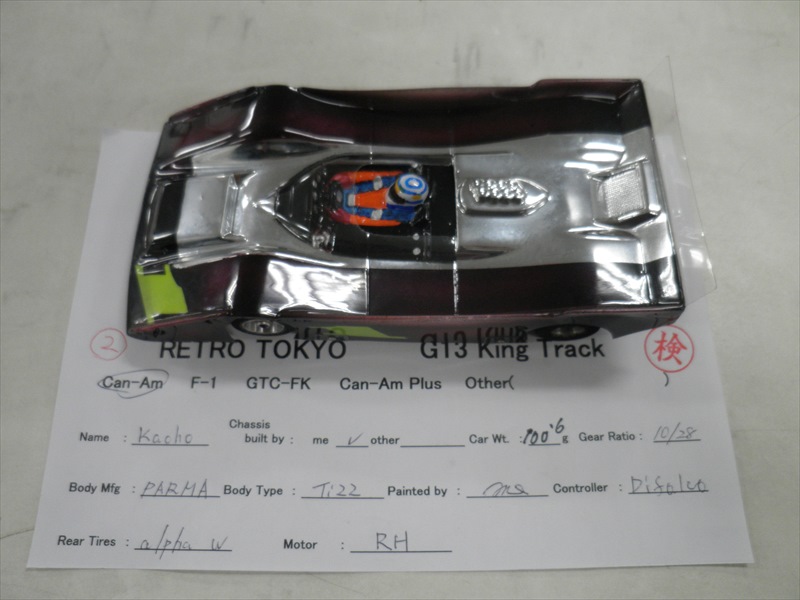 ② RETRO TOKYO G13 King Track 検
Can-Am F-1 GTC-FK Can-Am Plus Other( )
Name : Kacho Chassis built by : me ✓ other Car Wt. : 100.6 g Gear Ratio : 10/28
Body Mfg : PARMA Body Type : Ti22 Painted by : me Controller : Difalco
Rear Tires : alpha w Motor : RH